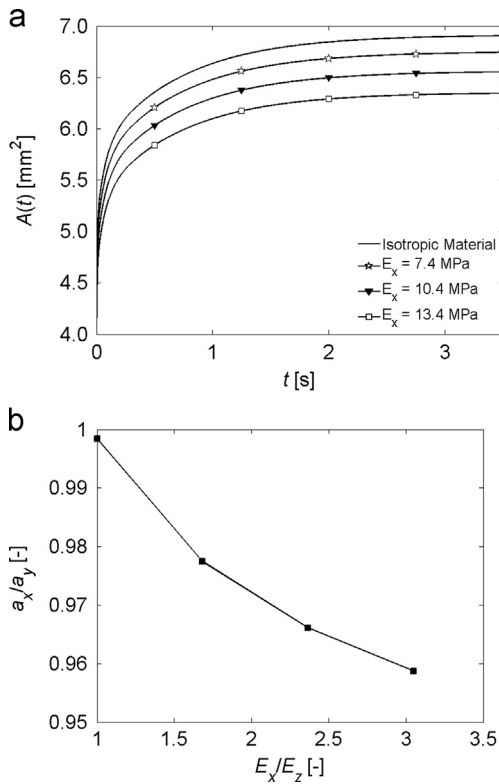 a
7.0
6.5
6.0
5.5
5.0
4.5
4.0
A(t) [mm²]
Isotropic Material
Eₓ = 7.4 MPa
Eₓ = 10.4 MPa
Eₓ = 13.4 MPa
0 1 2 3
t [s]
b
1
0.99
0.98
0.97
0.96
0.95
aₓ/a_y [-]
1 1.5 2 2.5 3 3.5
Eₓ/E_z [-]